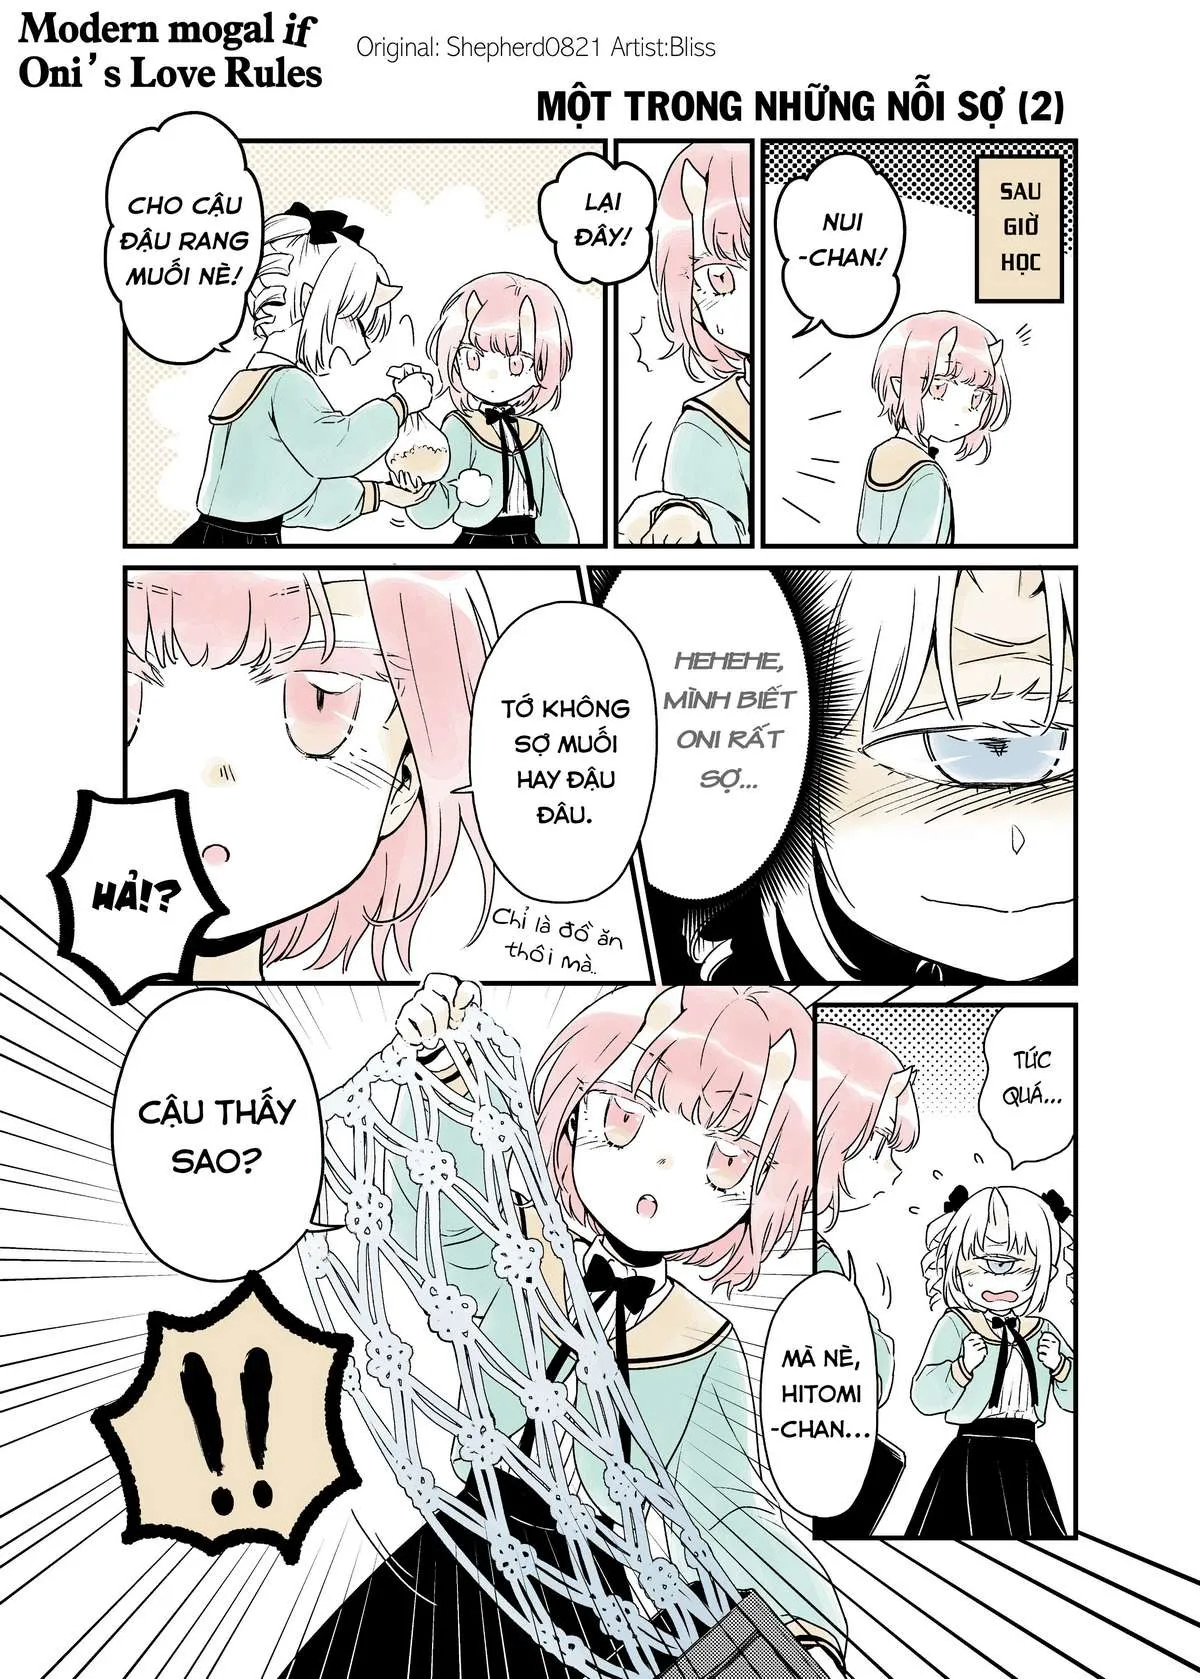 Modern mogal if
Oni's Love Rules
Original: Shepherd0821 Artist:Bliss
MỘT TRONG NHỮNG NỖI SỢ (2)
SAU
GIỜ
HỌC
NUI
-CHAN!
LẠI
ĐÂY!
CHO CẬU
ĐẬU RANG
MUỐI NÈ!
HEHEHE,
MÌNH BIẾT
ONI RẤT
SỢ...
TỚ KHÔNG
SỢ MUỐI
HAY ĐẬU
ĐÂU.
Chỉ là đồ ăn
thôi mà..
HẢ!?
TỨC
QUÁ...
MÀ NÈ,
HITOMI
-CHAN...
CẬU THẤY
SAO?
!!